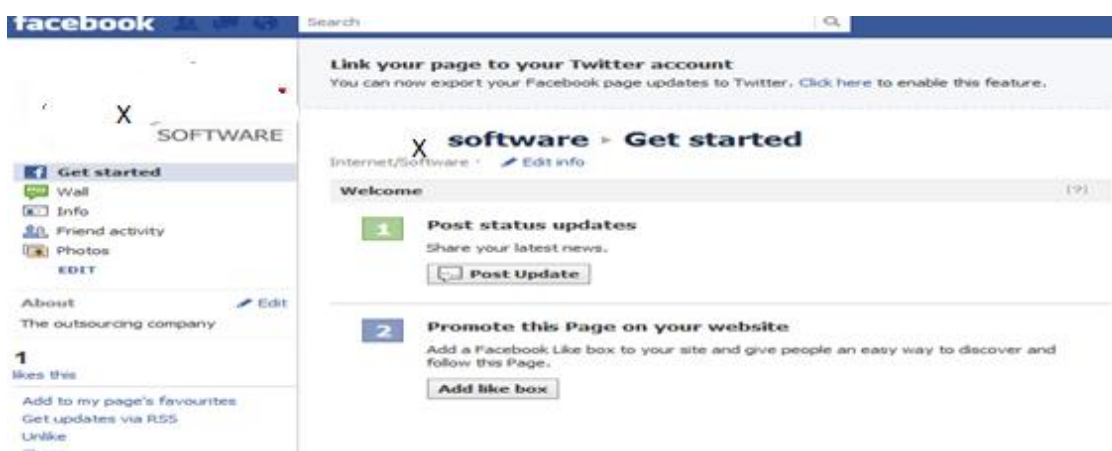 facebook
Search
X
SOFTWARE
Get started
Wall
Info
Friend activity
Photos
EDIT
About
Edit
The outsourcing company
1
likes this
Add to my page's favourites
Get updates via RSS
Unlike
Link your page to your Twitter account
You can now export your Facebook page updates to Twitter. Click here to enable this feature.
X software ▸ Get started
Internet/Software · Edit info
Welcome
1
Post status updates
Share your latest news.
Post Update
2
Promote this Page on your website
Add a Facebook Like box to your site and give people an easy way to discover and
follow this Page.
Add like box